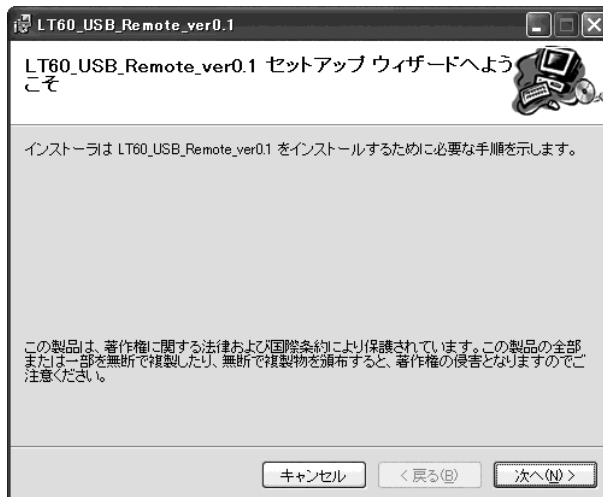 LT60_USB_Remote_ver0.1
LT60_USB_Remote_ver0.1 セットアップ ウィザードへよう
こそ
インストーラは LT60_USB_Remote_ver0.1 をインストールするために必要な手順を示します。
この製品は、著作権に関する法律および国際条約により保護されています。この製品の全部
または一部を無断で複製したり、無断で複製物を頒布すると、著作権の侵害となりますのでご
注意ください。
キャンセル
< 戻る(B)
次へ(N) >